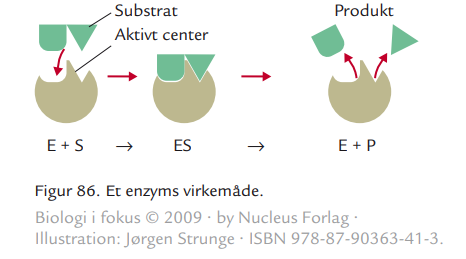 Substrat
Produkt
Aktivt center
E + S → ES → E + P
Figur 86. Et enzyms virkemåde.
Biologi i fokus © 2009 · by Nucleus Forlag ·
Illustration: Jørgen Strunge · ISBN 978-87-90363-41-3.